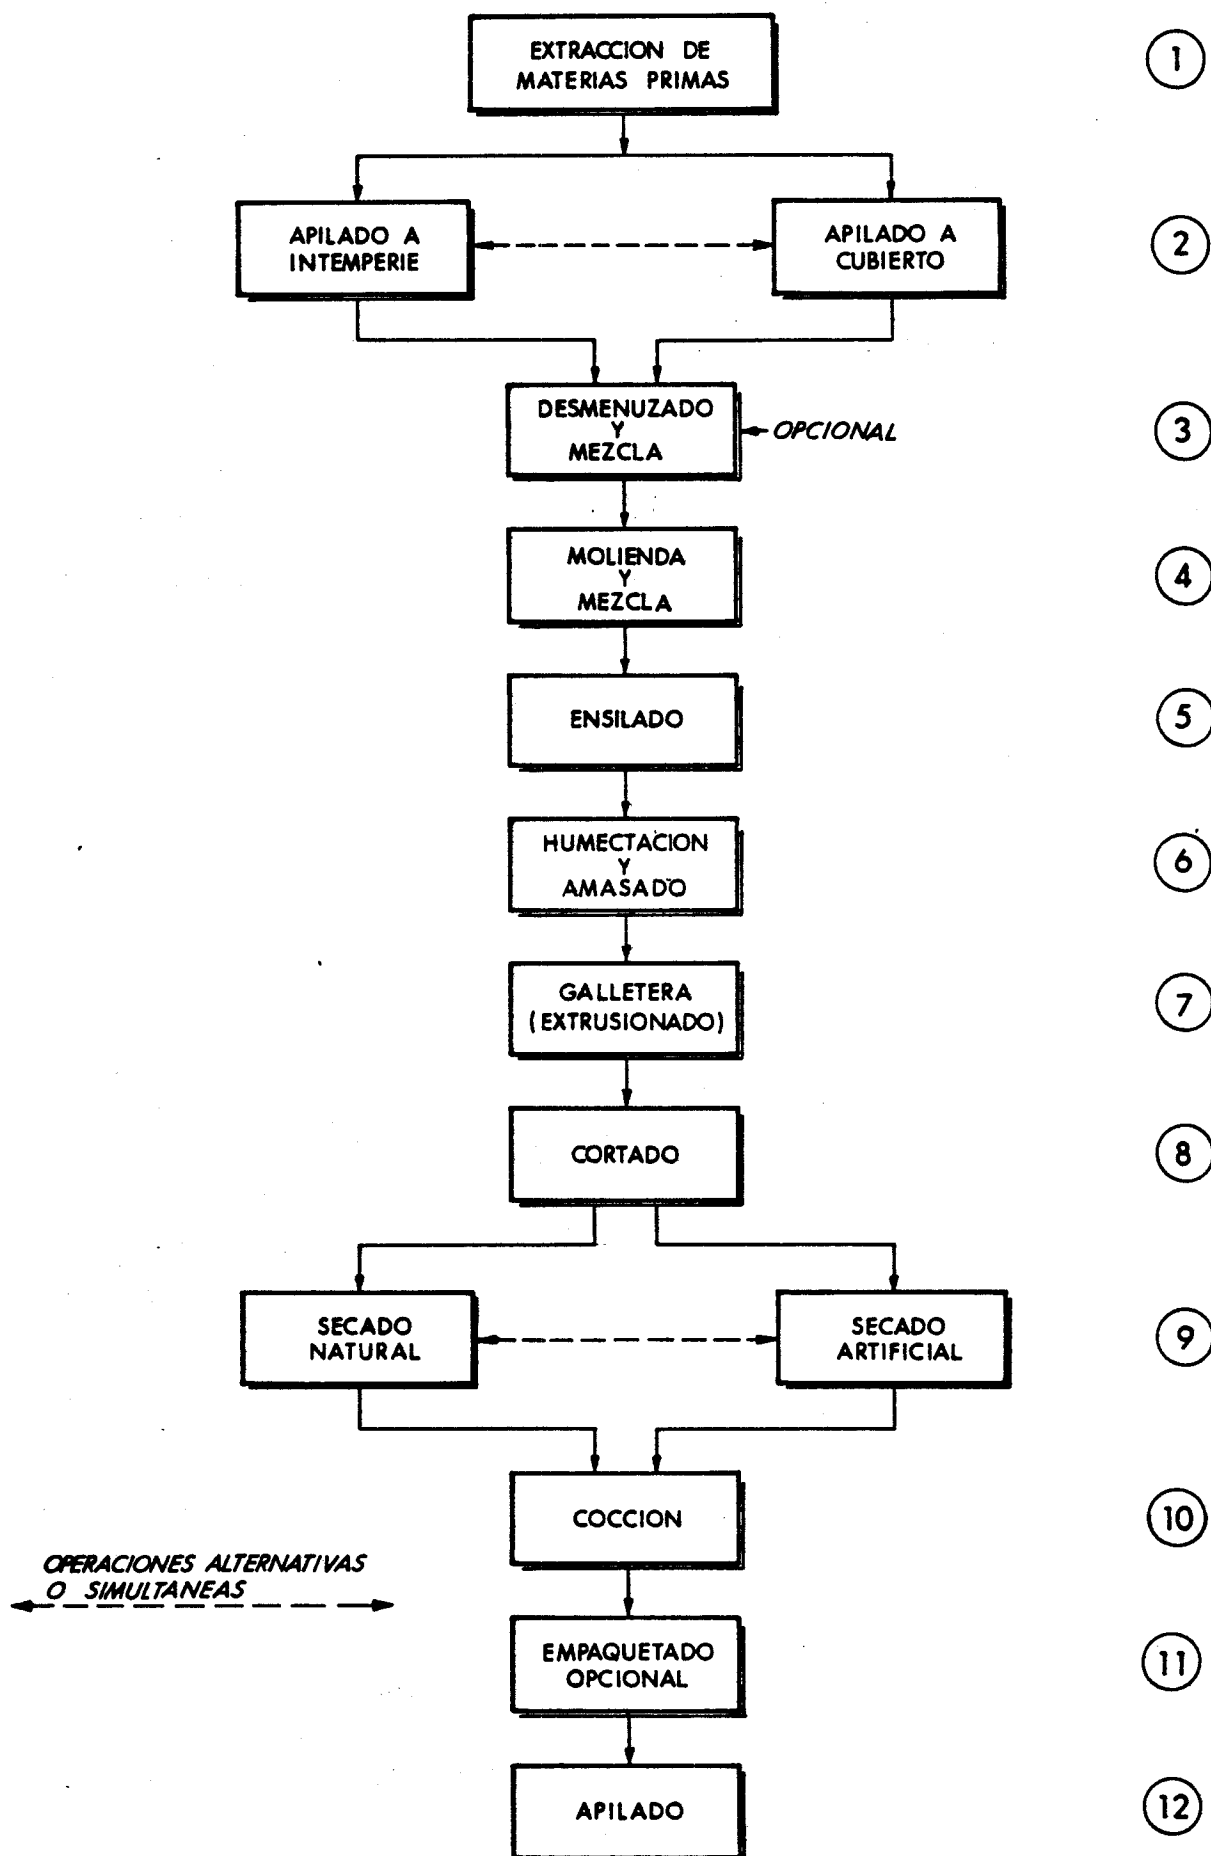 EXTRACCION DE
MATERIAS PRIMAS
1
APILADO A
INTEMPERIE
APILADO A
CUBIERTO
2
DESMENUZADO
Y
MEZCLA
OPCIONAL
3
MOLIENDA
Y
MEZCLA
4
ENSILADO
5
HUMECTACION
Y
AMASADO
6
GALLETERA
(EXTRUSIONADO)
7
CORTADO
8
SECADO
NATURAL
SECADO
ARTIFICIAL
9
COCCION
10
OPERACIONES ALTERNATIVAS
O SIMULTANEAS
EMPAQUETADO
OPCIONAL
11
APILADO
12